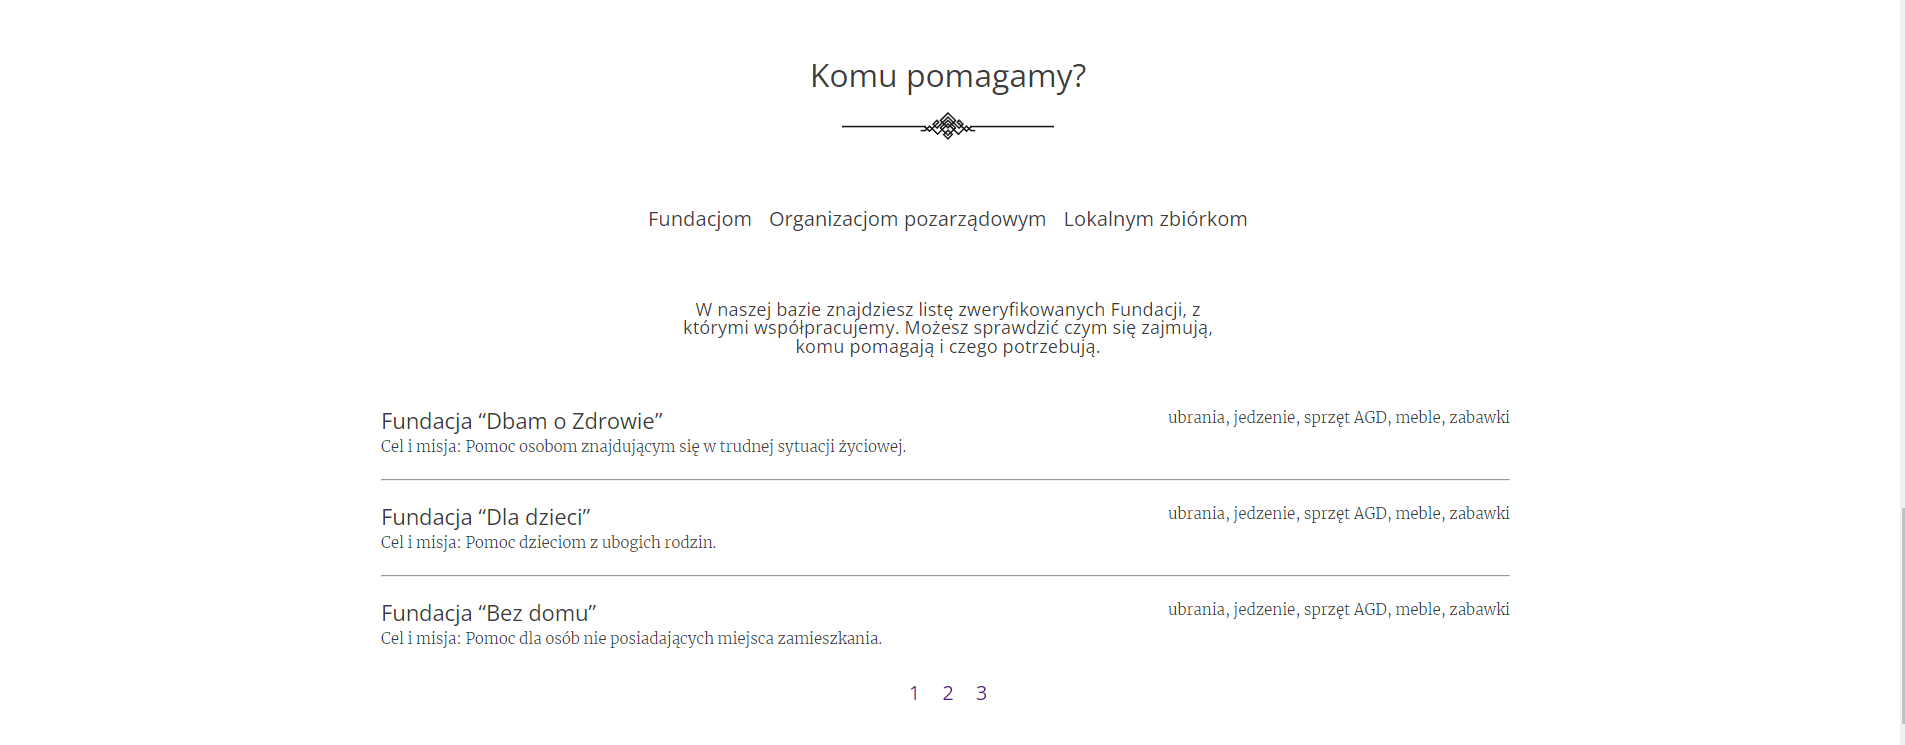 Komu pomagamy?
Fundacjom Organizacjom pozarządowym Lokalnym zbiórkom
W naszej bazie znajdziesz listę zweryfikowanych Fundacji, z
którymi współpracujemy. Możesz sprawdzić czym się zajmują,
komu pomagają i czego potrzebują.
Fundacja “Dbam o Zdrowie”
ubrania, jedzenie, sprzęt AGD, meble, zabawki
Cel i misja: Pomoc osobom znajdującym się w trudnej sytuacji życiowej.
Fundacja “Dla dzieci”
ubrania, jedzenie, sprzęt AGD, meble, zabawki
Cel i misja: Pomoc dzieciom z ubogich rodzin.
Fundacja “Bez domu”
ubrania, jedzenie, sprzęt AGD, meble, zabawki
Cel i misja: Pomoc dla osób nie posiadających miejsca zamieszkania.
1 2 3